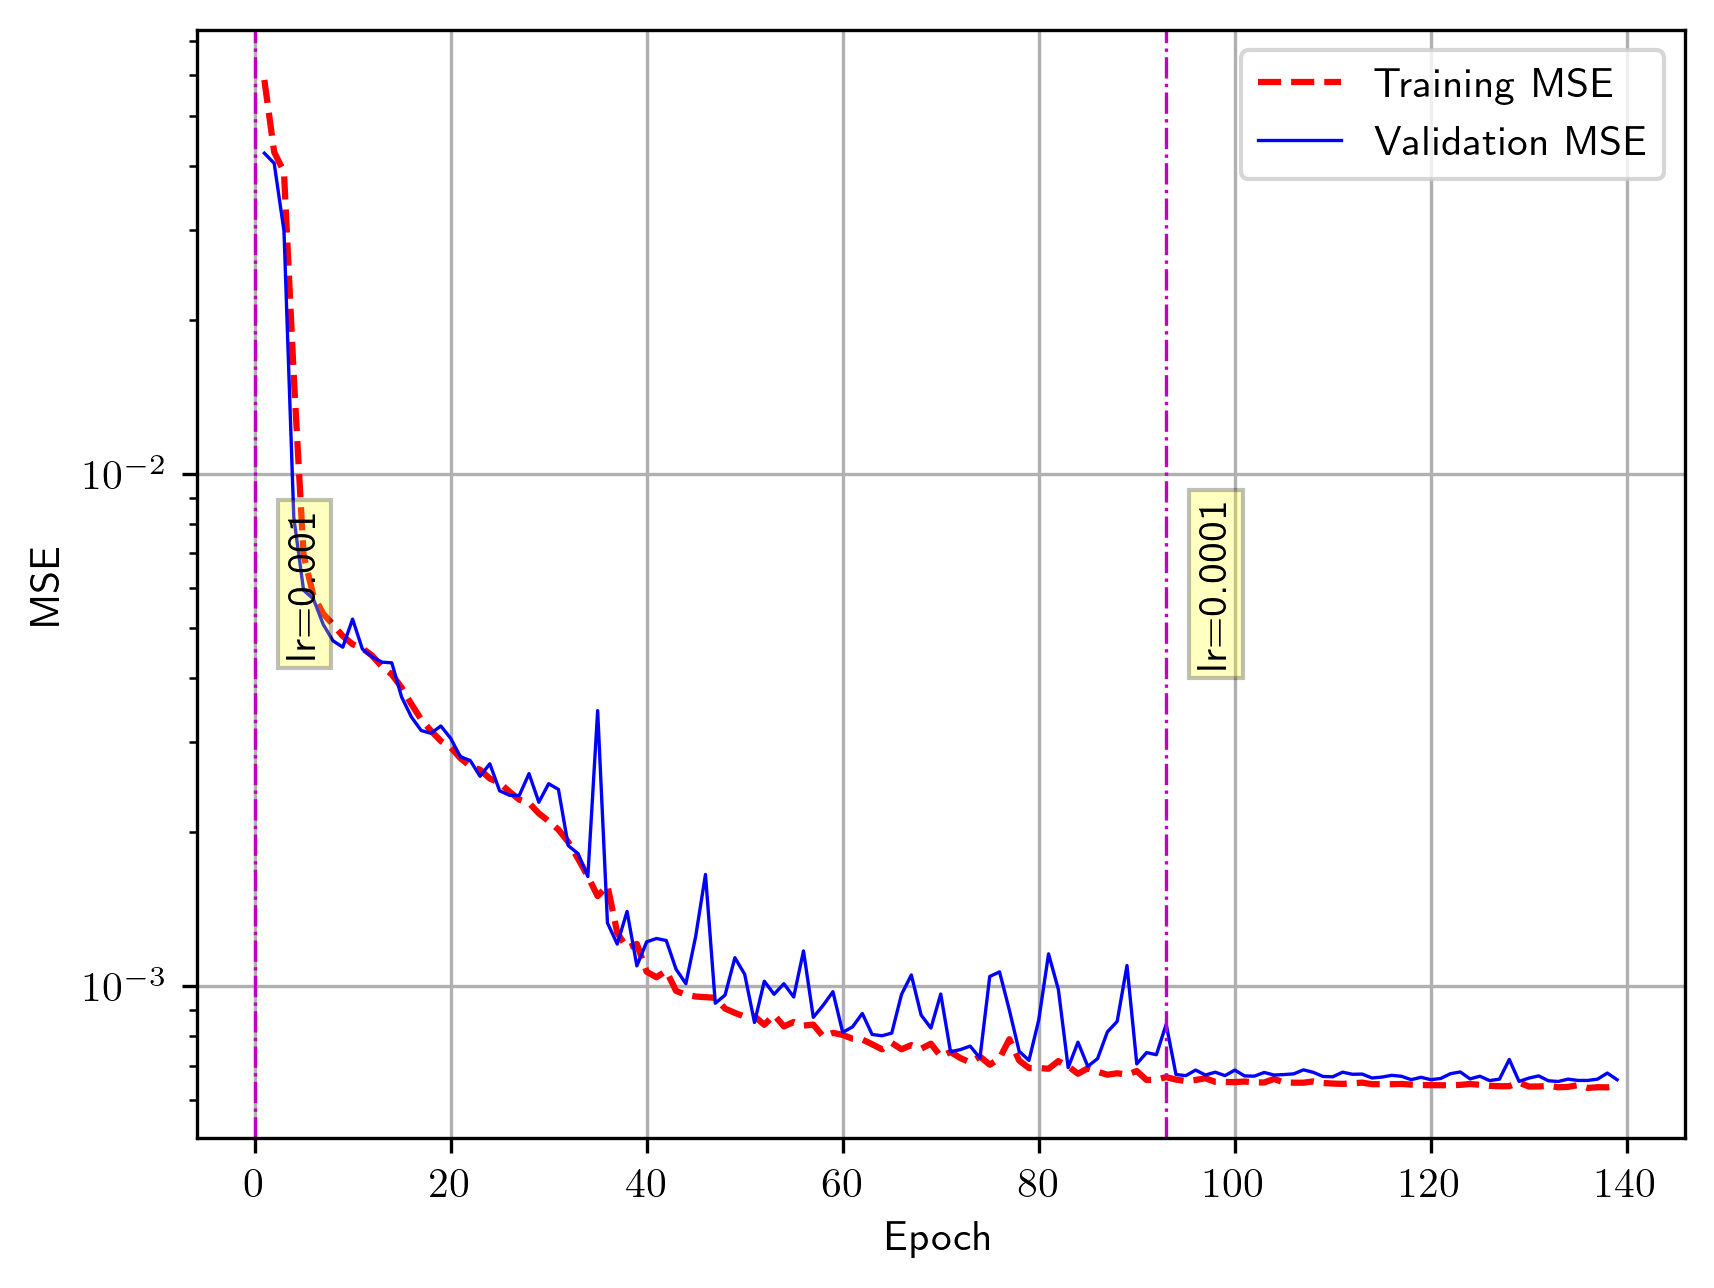 Training MSE
Validation MSE
10⁻²
10⁻³
MSE
lr=0.001
lr=0.0001
0 20 40 60 80 100 120 140
Epoch